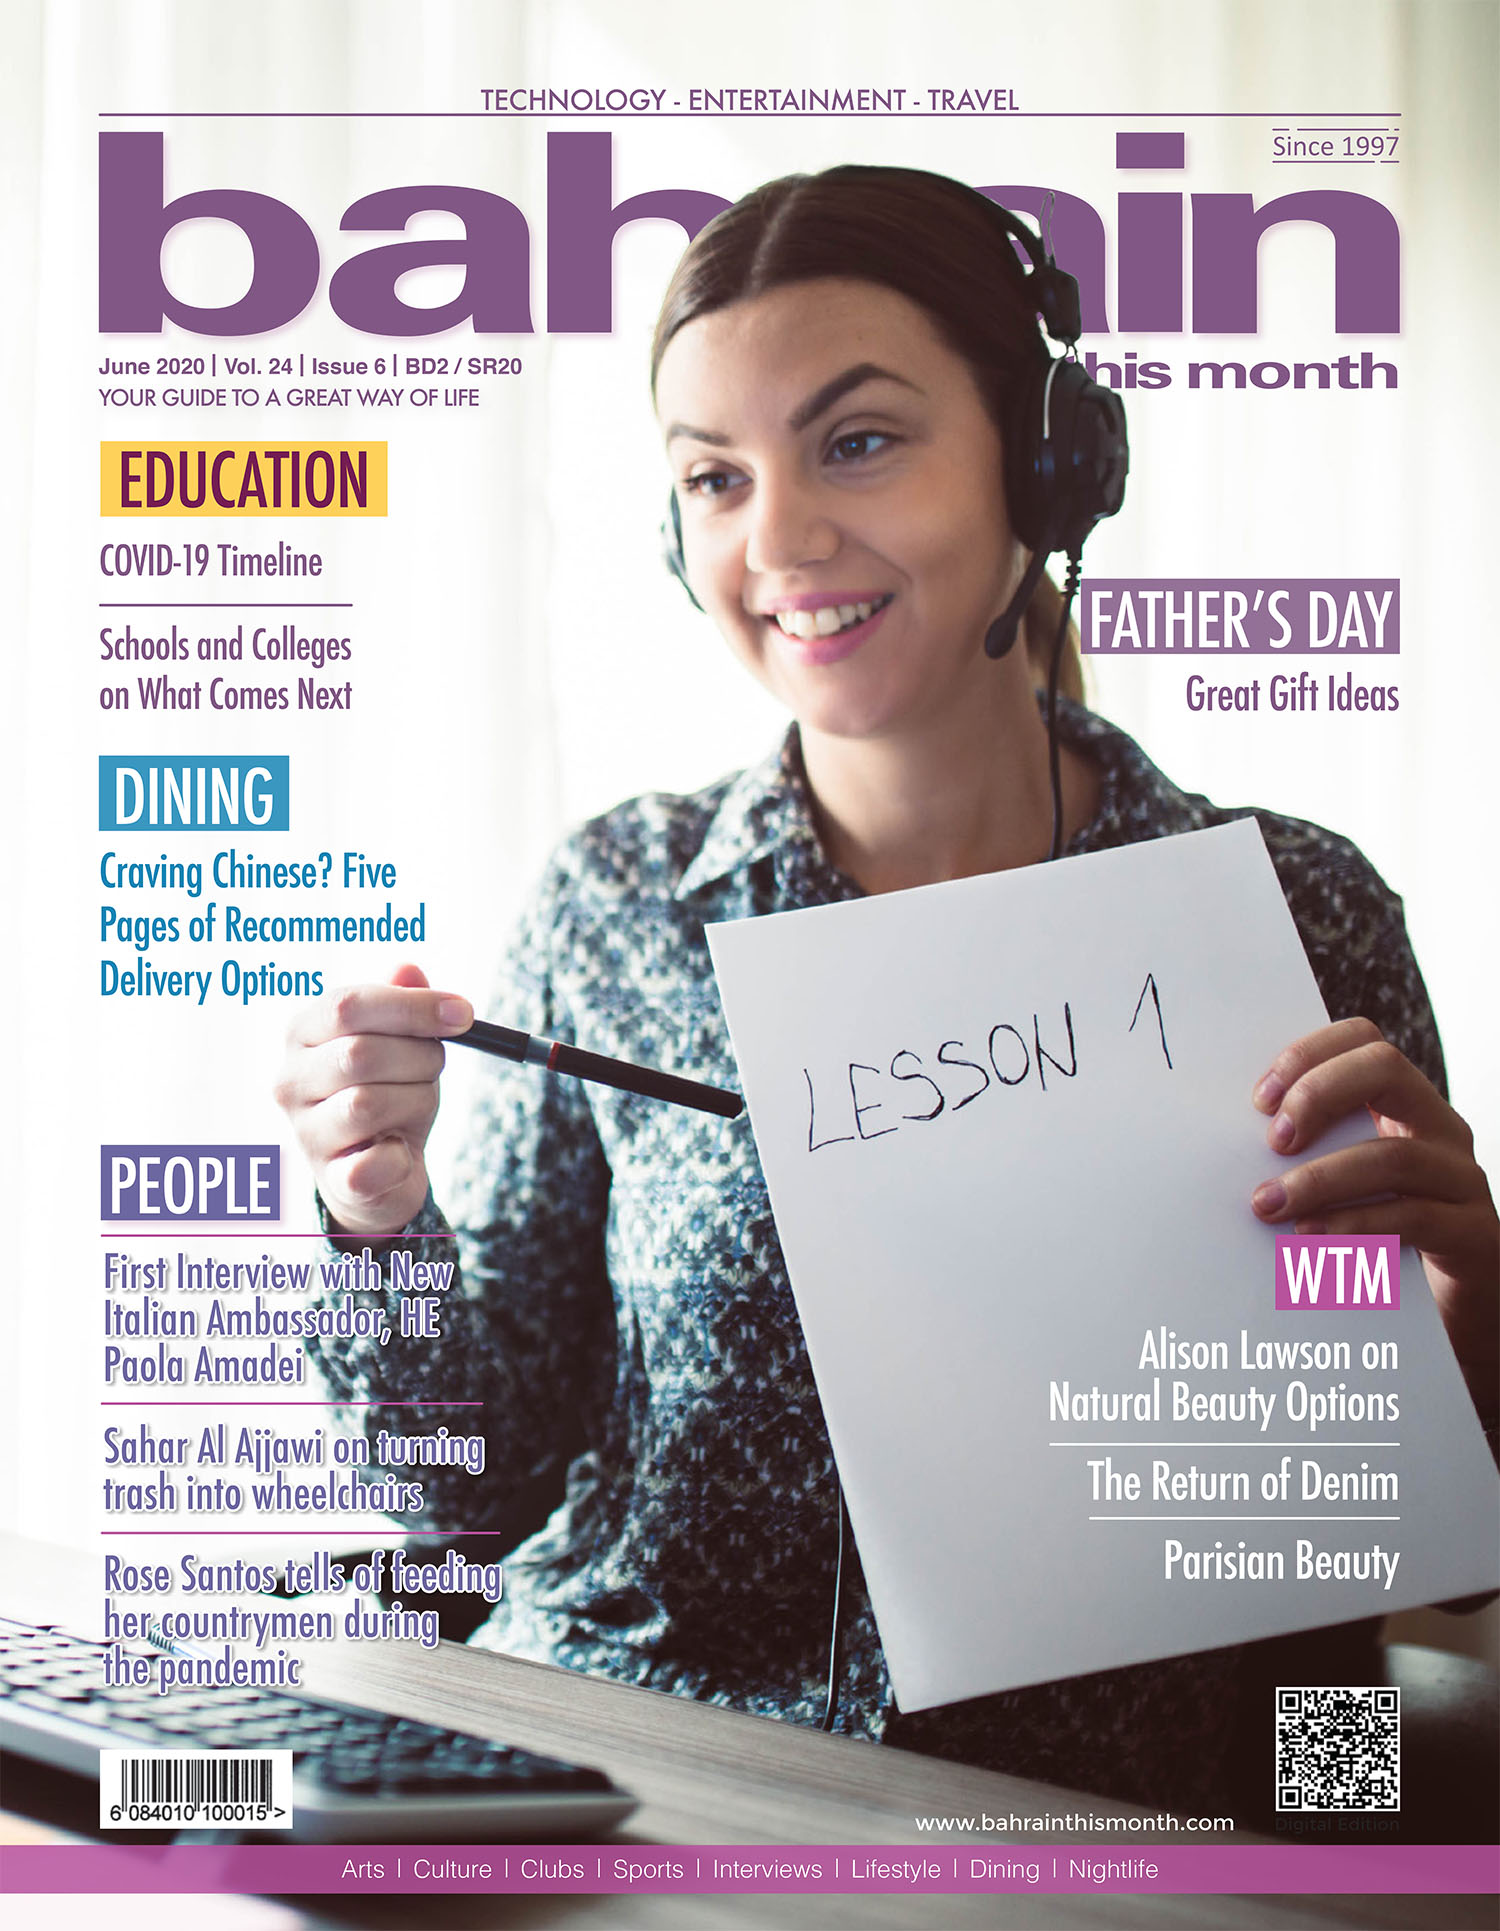 TECHNOLOGY - ENTERTAINMENT - TRAVEL
Since 1997
June 2020 | Vol. 24 | Issue 6 | BD2 / SR20
YOUR GUIDE TO A GREAT WAY OF LIFE
month
EDUCATION
COVID-19 Timeline
Schools and Colleges
on What Comes Next
FATHER'S DAY
Great Gift Ideas
DINING
Craving Chinese? Five
Pages of Recommended
Delivery Options
LESSON 1
PEOPLE
First Interview with New
Italian Ambassador, HE
Paola Amadei
Sahar Al Ajjawi on turning
trash into wheelchairs
Rose Santos tells of feeding
her countrymen during
the pandemic
WTM
Alison Lawson on
Natural Beauty Options
The Return of Denim
Parisian Beauty
6 084010 100015 >
www.bahrainthismonth.com
Digital Edition
Arts | Culture | Clubs | Sports | Interviews | Lifestyle | Dining | Nightlife